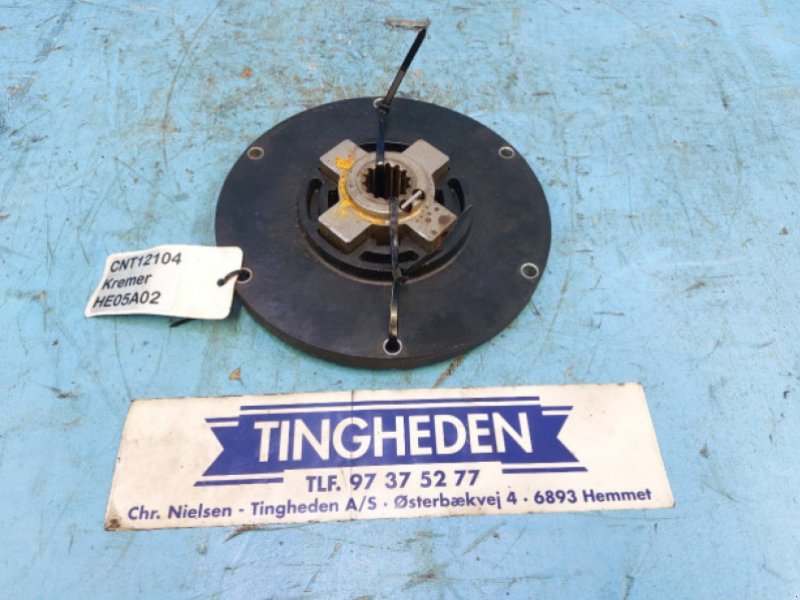 CNT12104
Kremer
HE05A02
TINGHEDEN
TLF. 97 37 52 77
Chr. Nielsen - Tingheden A/S · Østerbækvej 4 · 6893 Hemmet